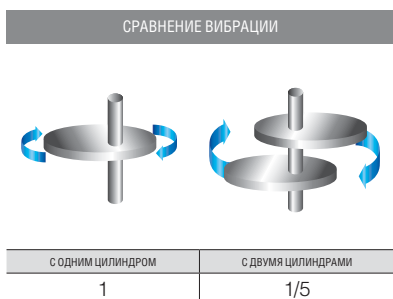 СРАВНЕНИЕ ВИБРАЦИИ
С ОДНИМ ЦИЛИНДРОМ
С ДВУМЯ ЦИЛИНДРАМИ
1
1/5